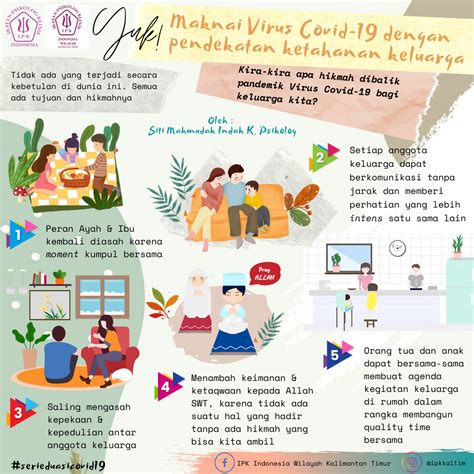 IKATAN PSIKOLOG KLINIS
IPK
INDONESIA
IKATAN PSIKOLOG KLINIS
IPK
INDONESIA
WILAYAH
KALIMANTAN TIMUR
Yuk!
Maknai Virus Covid-19 dengan
pendekatan ketahanan keluarga
Tidak ada yang terjadi secara
kebetulan di dunia ini. Semua
ada tujuan dan hikmahnya
Kira-kira apa hikmah dibalik
pandemik Virus Covid-19 bagi
keluarga kita?
Oleh :
Siti Mahmudah Indah K, Psikolog
1
Peran Ayah & Ibu
kembali diasah karena
moment kumpul bersama
2
Setiap anggota
keluarga dapat
berkomunikasi tanpa
jarak dan memberi
perhatian yang lebih
intens satu sama lain
3
Saling mengasah
kepekaan &
kepedulian antar
anggota keluarga
Pray
ALLAH
4
Menambah keimanan &
ketaqwaan kepada Allah
SWT, karena tidak ada
suatu hal yang hadir
tanpa ada hikmah yang
bisa kita ambil
5
Orang tua dan anak
dapat bersama-sama
membuat agenda
kegiatan keluarga
di rumah dalam
rangka membangun
quality time
bersama
#serieduasicovid19
IPK Indonesia Wilayah Kalimantan Timur
@ipkkaltim